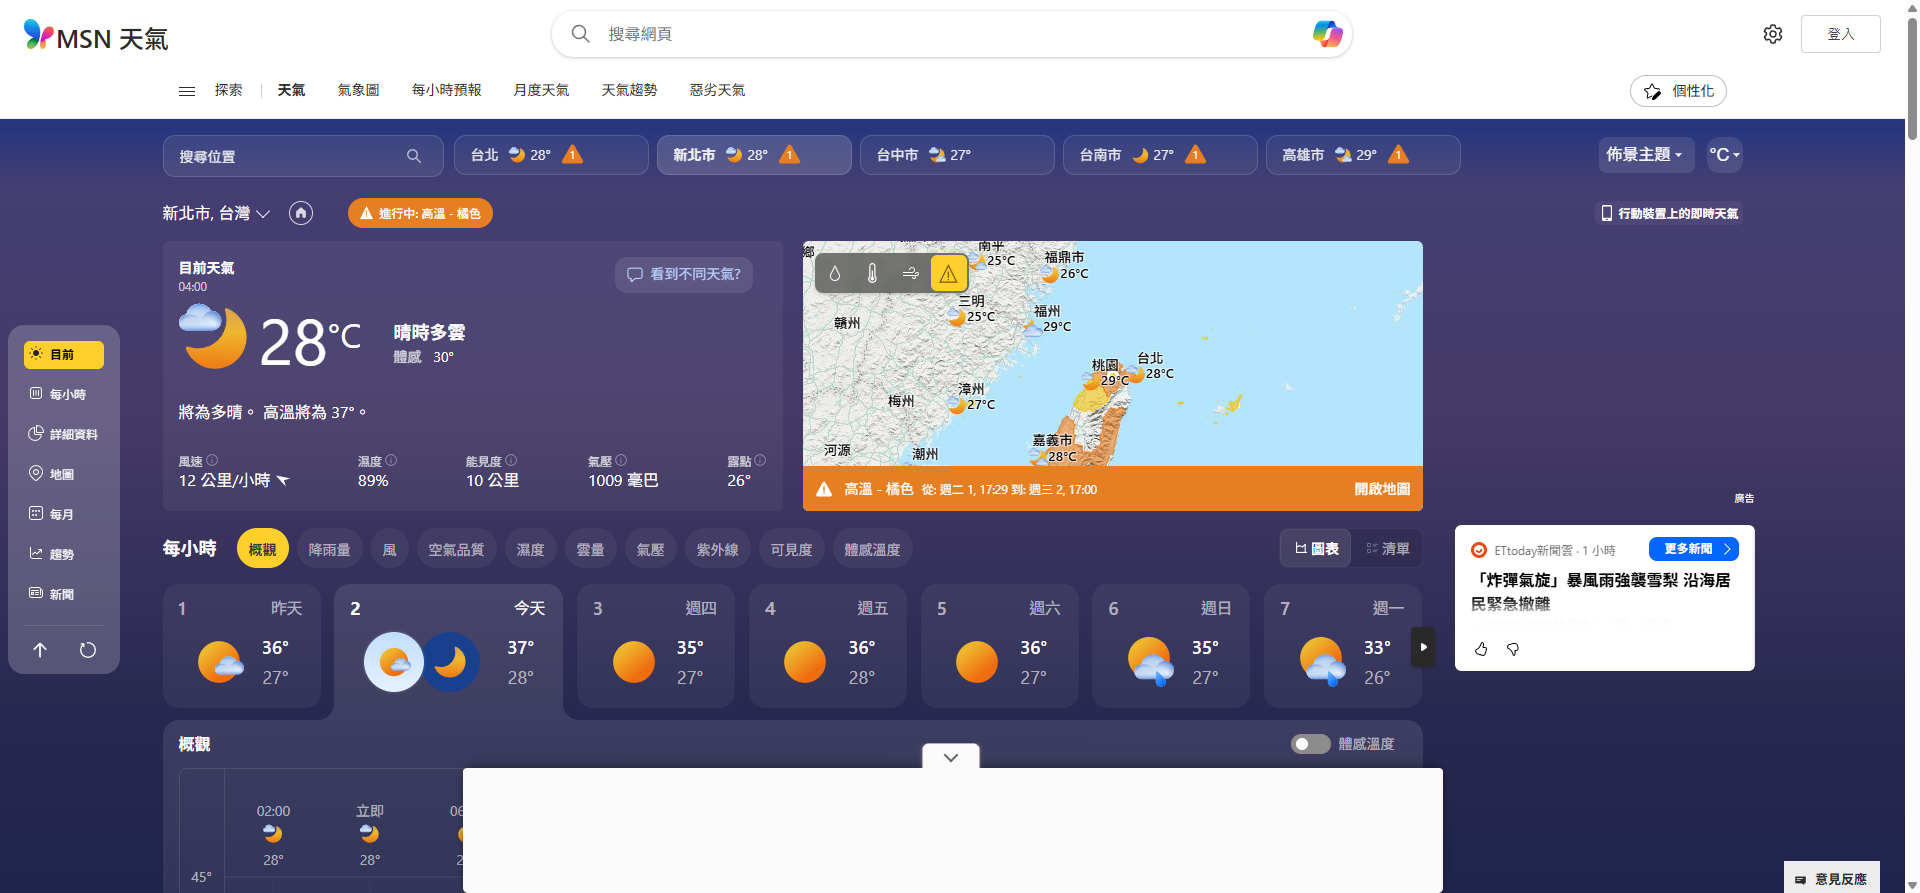 MSN 天氣
搜尋網頁
登入
探索
天氣
氣象圖
每小時預報
月度天氣
天氣趨勢
惡劣天氣
個性化
搜尋位置
台北 28° 1
新北市 28° 1
台中市 27°
台南市 27° 1
高雄市 29° 1
佈景主題
°C
新北市, 台灣
進行中: 高溫 - 橘色
行動裝置上的即時天氣
目前
每小時
詳細資料
地圖
每月
趨勢
新聞
目前天氣
04:00
看到不同天氣?
28°C
晴時多雲
體感 30°
將為多晴。 高溫將為 37°。
風速
12 公里/小時
濕度
89%
能見度
10 公里
氣壓
1009 毫巴
露點
26°
鄉
南平
25°C
福鼎市
26°C
三明
25°C
福州
29°C
贛州
桃園
29°C
台北
28°C
漳州
27°C
梅州
嘉義市
28°C
河源
潮州
高溫 - 橘色 從: 週二 1, 17:29 到: 週三 2, 17:00
開啟地圖
廣告
每小時
概觀
降雨量
風
空氣品質
濕度
雲量
氣壓
紫外線
可見度
體感溫度
圖表
清單
1 昨天
36°
27°
2 今天
37°
28°
3 週四
35°
27°
4 週五
36°
28°
5 週六
36°
27°
6 週日
35°
27°
7 週一
33°
26°
ETtoday新聞雲 · 1 小時
更多新聞
「炸彈氣旋」暴風雨強襲雪梨 沿海居
民緊急撤離
概觀
體感溫度
02:00
28°
立即
28°
45°
意見反應